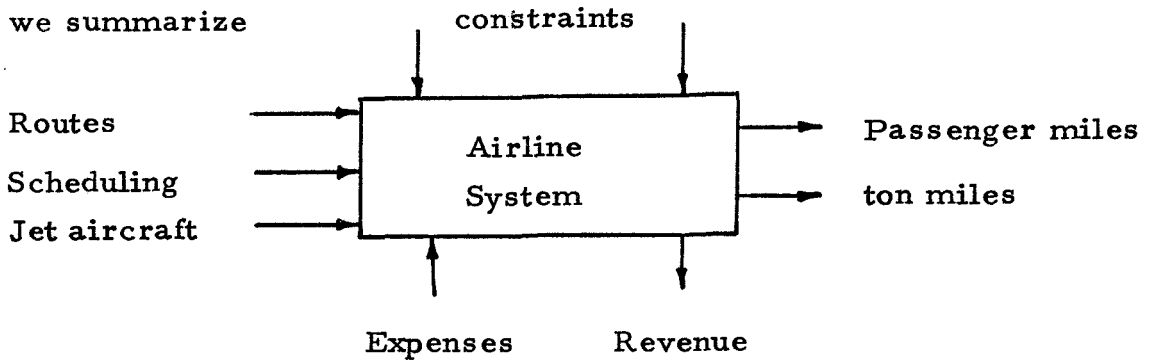 we summarize
constraints
Routes
Scheduling
Jet aircraft
Airline
System
Passenger miles
ton miles
Expenses
Revenue